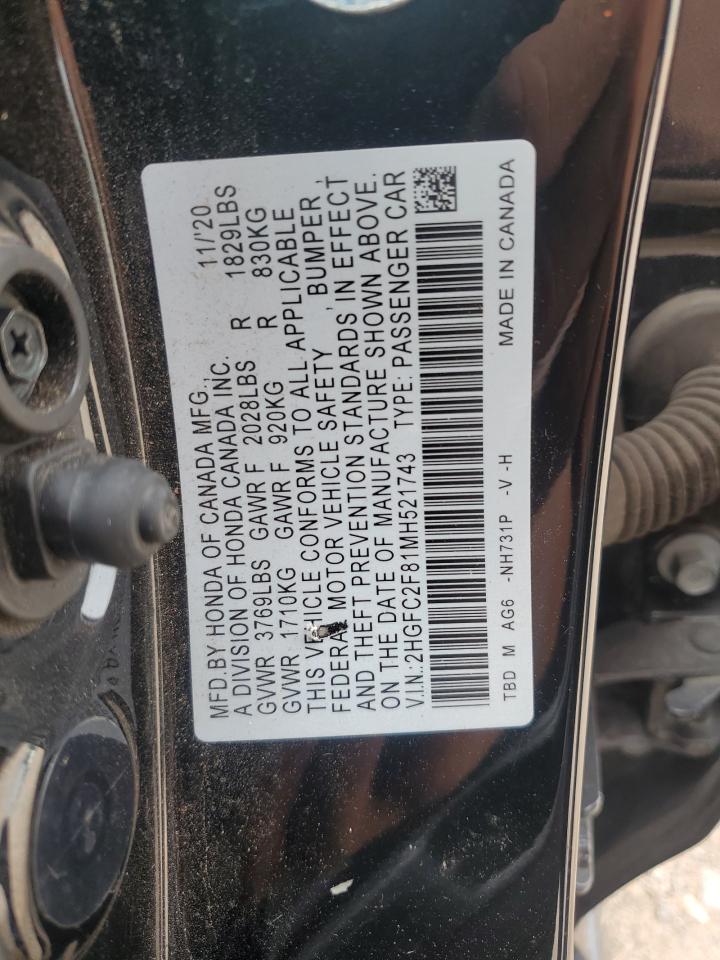 MFD.BY HONDA OF CANADA MFG., 11/20
A DIVISION OF HONDA CANADA INC.
GVWR 3769LBS GAWR F 2028LBS R 1829LBS
GVWR 1710KG GAWR F 920KG R 830KG
THIS VEHICLE CONFORMS TO ALL APPLICABLE
FEDERAL MOTOR VEHICLE SAFETY , BUMPER ,
AND THEFT PREVENTION STANDARDS IN EFFECT
ON THE DATE OF MANUFACTURE SHOWN ABOVE.
V.I.N.:2HGFC2F81MH521743 TYPE: PASSENGER CAR
TBD M AG6 -NH731P -V -H MADE IN CANADA